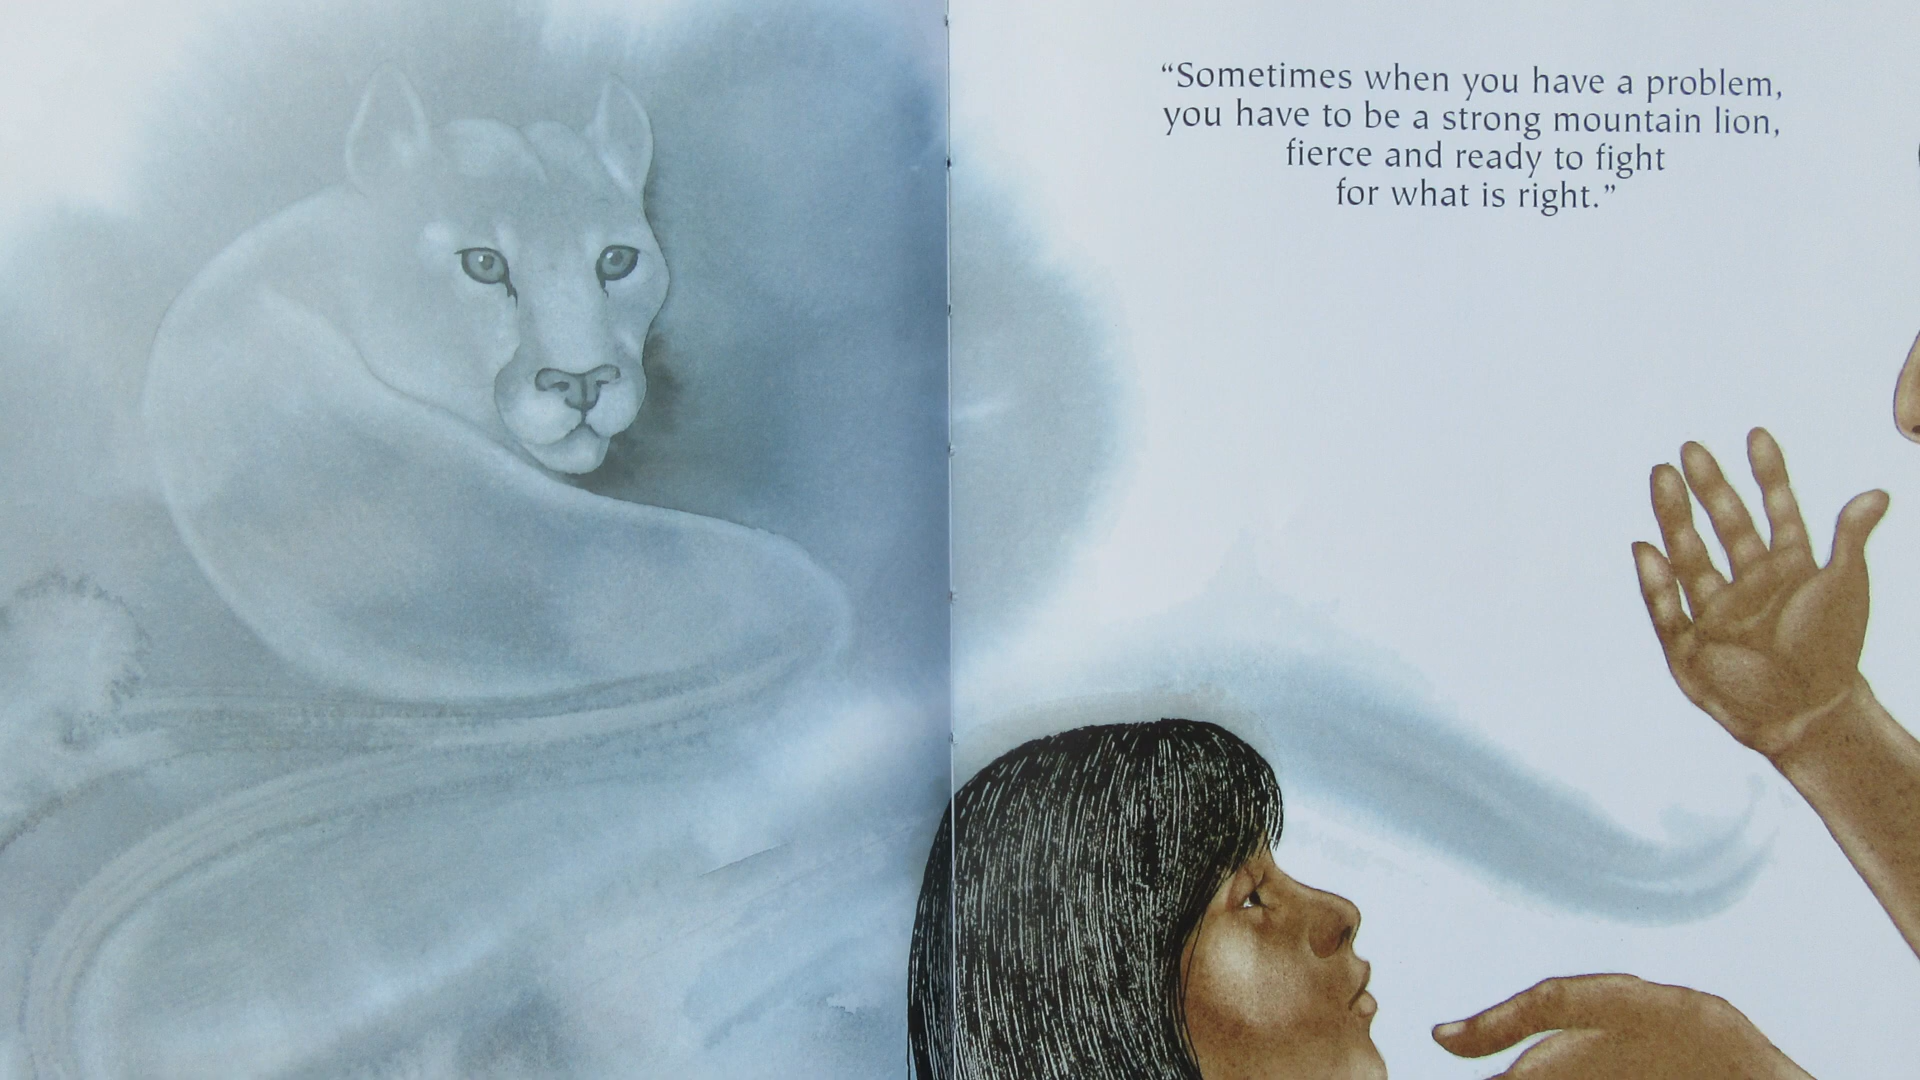 “Sometimes when you have a problem,
you have to be a strong mountain lion,
fierce and ready to fight
for what is right.”